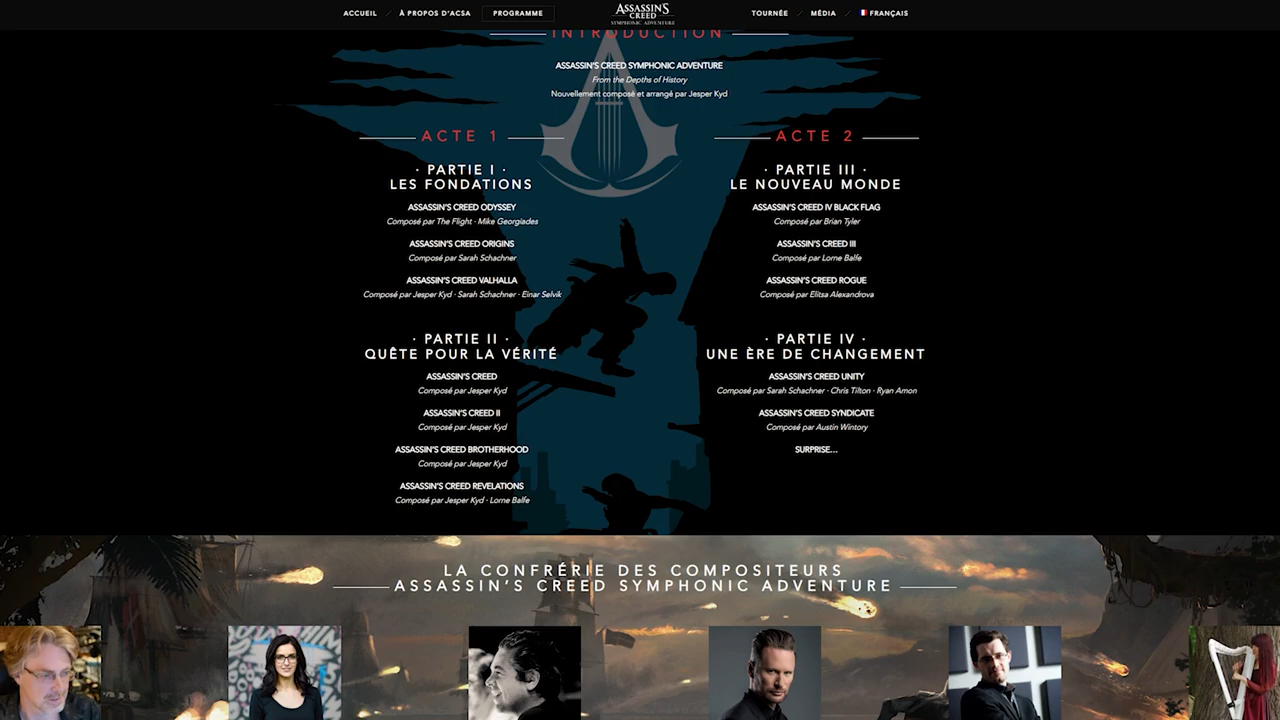 ACCUEIL
À PROPOS D'ACSA
PROGRAMME
ASSASSIN'S
CREED
SYMPHONIC ADVENTURE
TOURNÉE
MÉDIA
FRANÇAIS
INTRODUCTION
ASSASSIN'S CREED SYMPHONIC ADVENTURE
From the Depths of History
Nouvellement composé et arrangé par Jesper Kyd
ACTE 1
· PARTIE I ·
LES FONDATIONS
ASSASSIN'S CREED ODYSSEY
Composé par The Flight · Mike Georgiades
ASSASSIN'S CREED ORIGINS
Composé par Sarah Schachner
ASSASSIN'S CREED VALHALLA
Composé par Jesper Kyd · Sarah Schachner · Einar Selvik
· PARTIE II ·
QUÊTE POUR LA VÉRITÉ
ASSASSIN'S CREED
Composé par Jesper Kyd
ASSASSIN'S CREED II
Composé par Jesper Kyd
ASSASSIN'S CREED BROTHERHOOD
Composé par Jesper Kyd
ASSASSIN'S CREED REVELATIONS
Composé par Jesper Kyd · Lorne Balfe
ACTE 2
· PARTIE III ·
LE NOUVEAU MONDE
ASSASSIN'S CREED IV BLACK FLAG
Composé par Brian Tyler
ASSASSIN'S CREED III
Composé par Lorne Balfe
ASSASSIN'S CREED ROGUE
Composé par Elitsa Alexandrova
· PARTIE IV ·
UNE ÈRE DE CHANGEMENT
ASSASSIN'S CREED UNITY
Composé par Sarah Schachner · Chris Tilton · Ryan Amon
ASSASSIN'S CREED SYNDICATE
Composé par Austin Wintory
SURPRISE...
LA CONFRÉRIE DES COMPOSITEURS
ASSASSIN'S CREED SYMPHONIC ADVENTURE